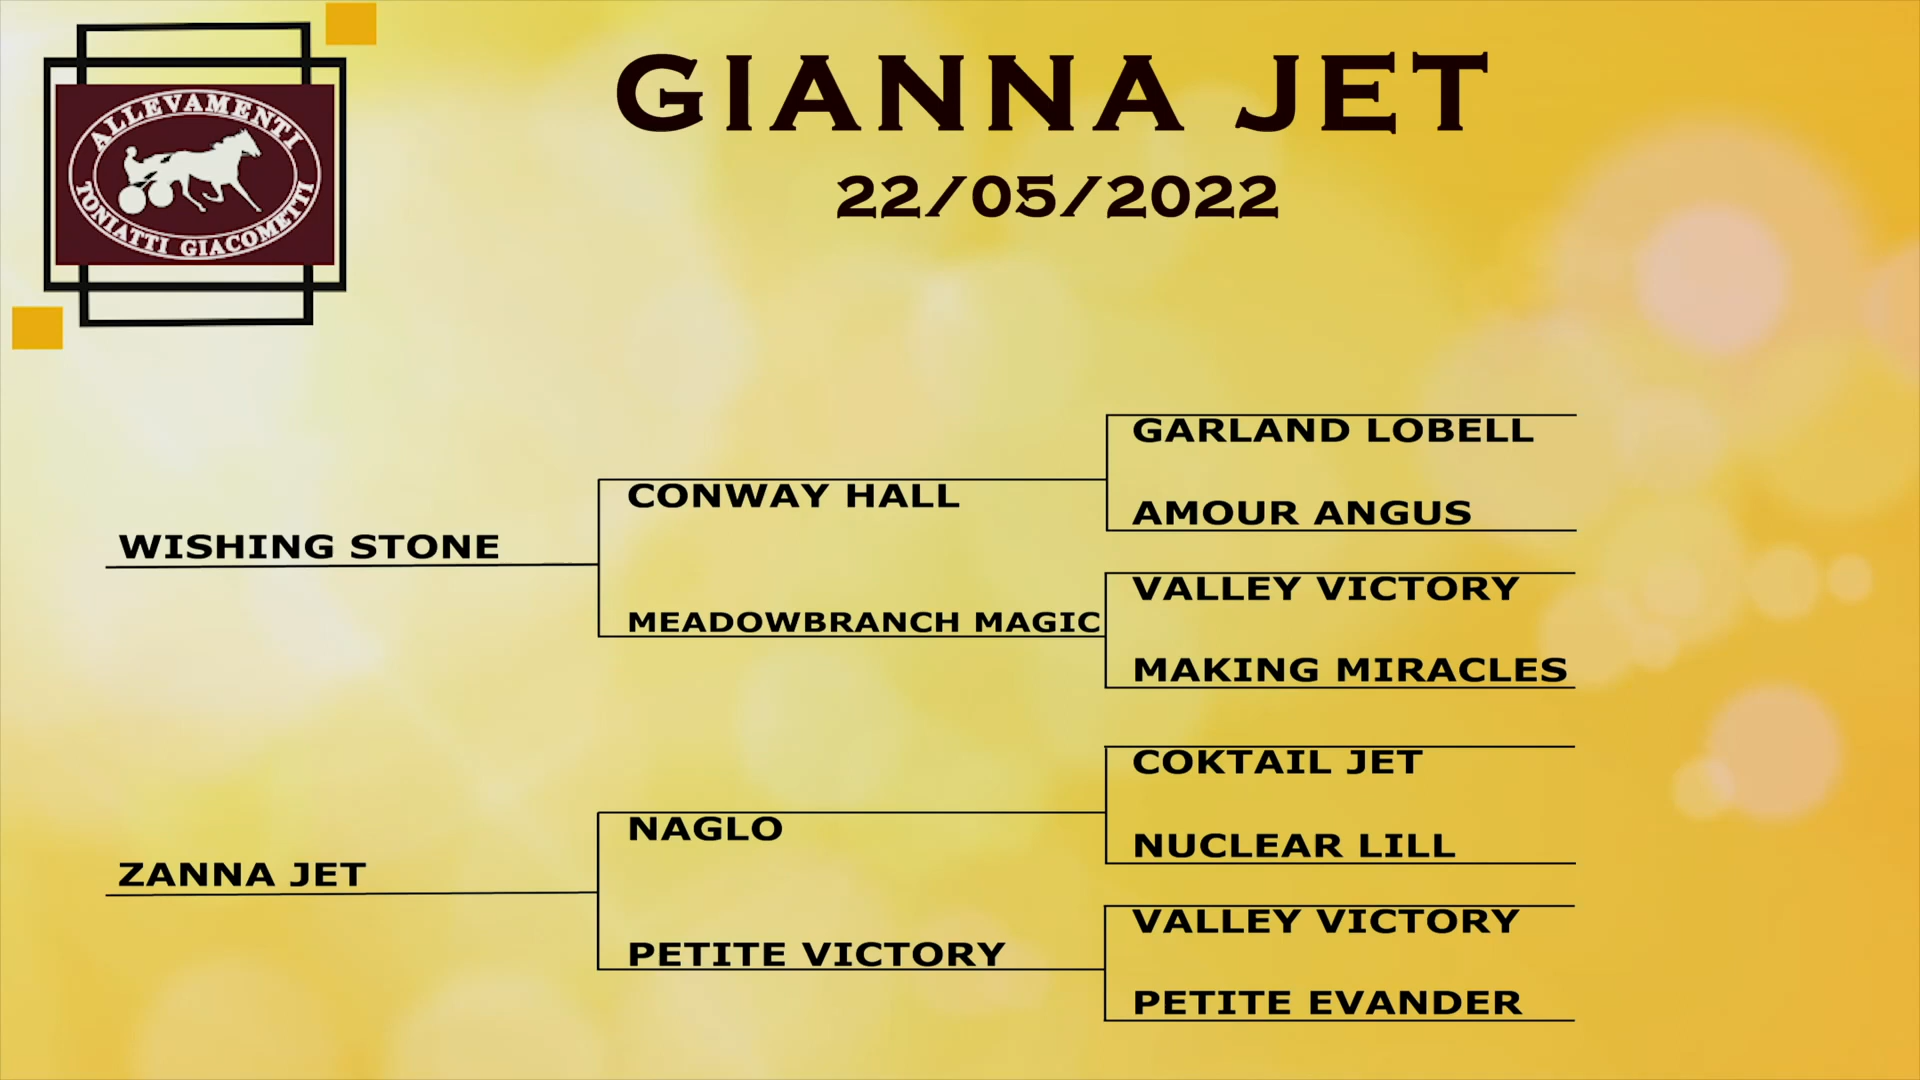 ALLEVAMENTI
TONIATTI GIACOMETTI
GIANNA JET
22/05/2022
WISHING STONE
CONWAY HALL
GARLAND LOBELL
AMOUR ANGUS
MEADOWBRANCH MAGIC
VALLEY VICTORY
MAKING MIRACLES
ZANNA JET
NAGLO
COKTAIL JET
NUCLEAR LILL
PETITE VICTORY
VALLEY VICTORY
PETITE EVANDER